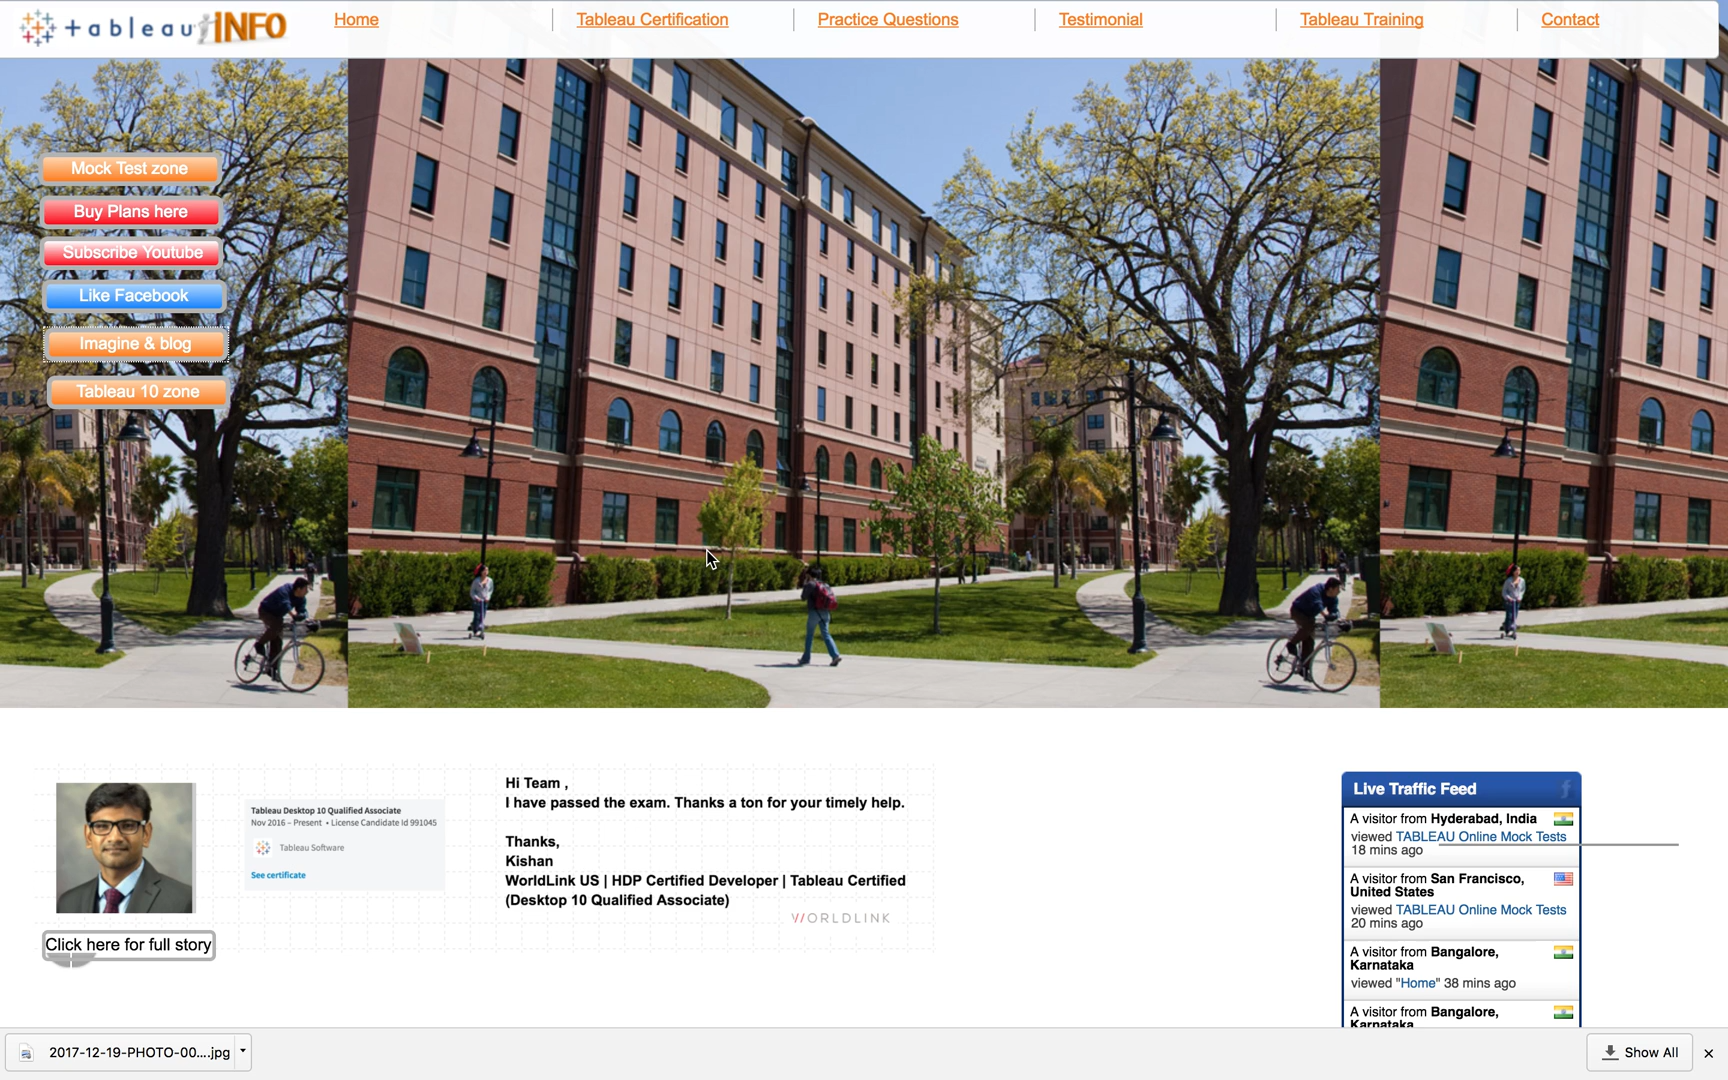 tableau INFO
Home
Tableau Certification
Practice Questions
Testimonial
Tableau Training
Contact
Mock Test zone
Buy Plans here
Subscribe Youtube
Like Facebook
Imagine & blog
Tableau 10 zone
Tableau Desktop 10 Qualified Associate
Nov 2016 – Present • License Candidate Id 991045
Tableau Software
See certificate
Click here for full story
Hi Team ,
I have passed the exam. Thanks a ton for your timely help.
Thanks,
Kishan
WorldLink US | HDP Certified Developer | Tableau Certified
(Desktop 10 Qualified Associate)
WORLDLINK
Live Traffic Feed
A visitor from Hyderabad, India
viewed TABLEAU Online Mock Tests
18 mins ago
A visitor from San Francisco,
United States
viewed TABLEAU Online Mock Tests
20 mins ago
A visitor from Bangalore,
Karnataka
viewed "Home" 38 mins ago
A visitor from Bangalore,
Karnataka
2017-12-19-PHOTO-00....jpg
Show All